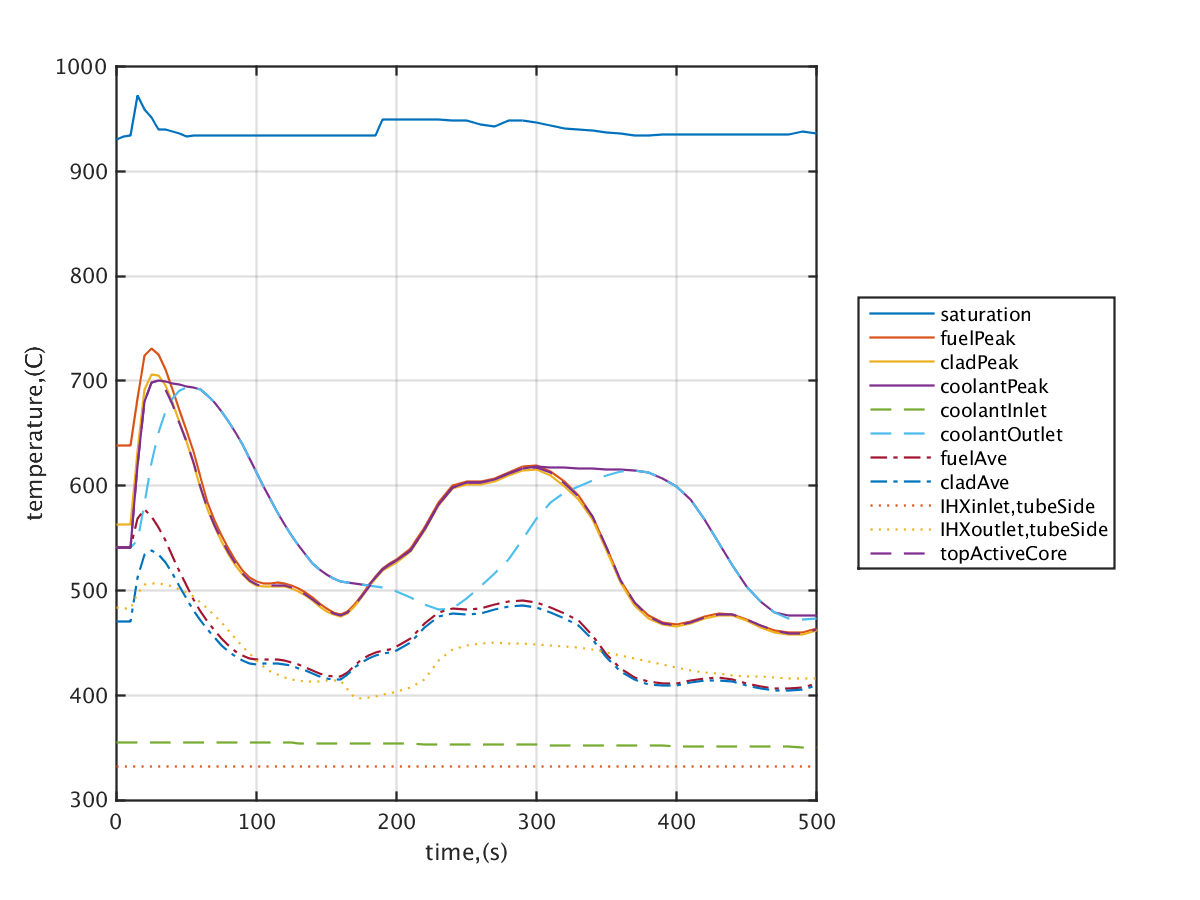 1000
900
800
700
600
500
400
300
0 100 200 300 400 500
time,(s)
temperature,(C)
saturation
fuelPeak
cladPeak
coolantPeak
coolantInlet
coolantOutlet
fuelAve
cladAve
IHXinlet,tubeSide
IHXoutlet,tubeSide
topActiveCore